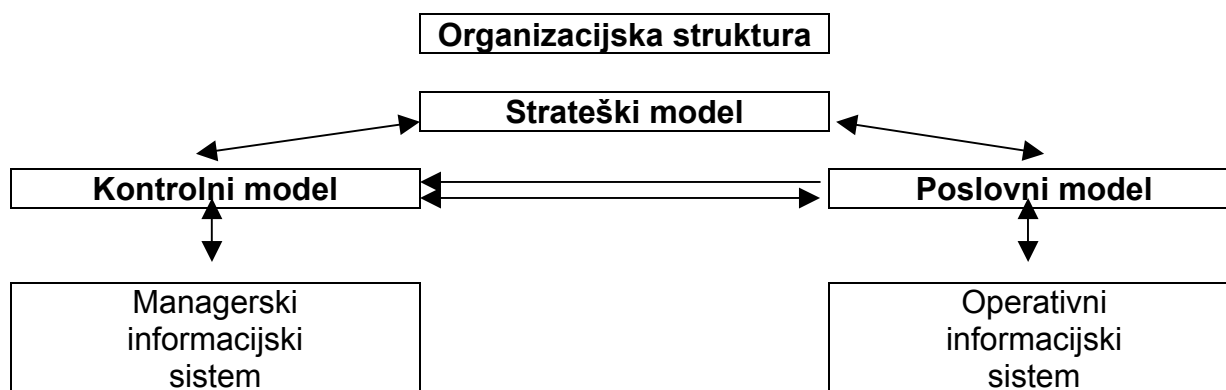 Organizacijska struktura
Strateški model
Kontrolni model
Poslovni model
Managerski
informacijski
sistem
Operativni
informacijski
sistem